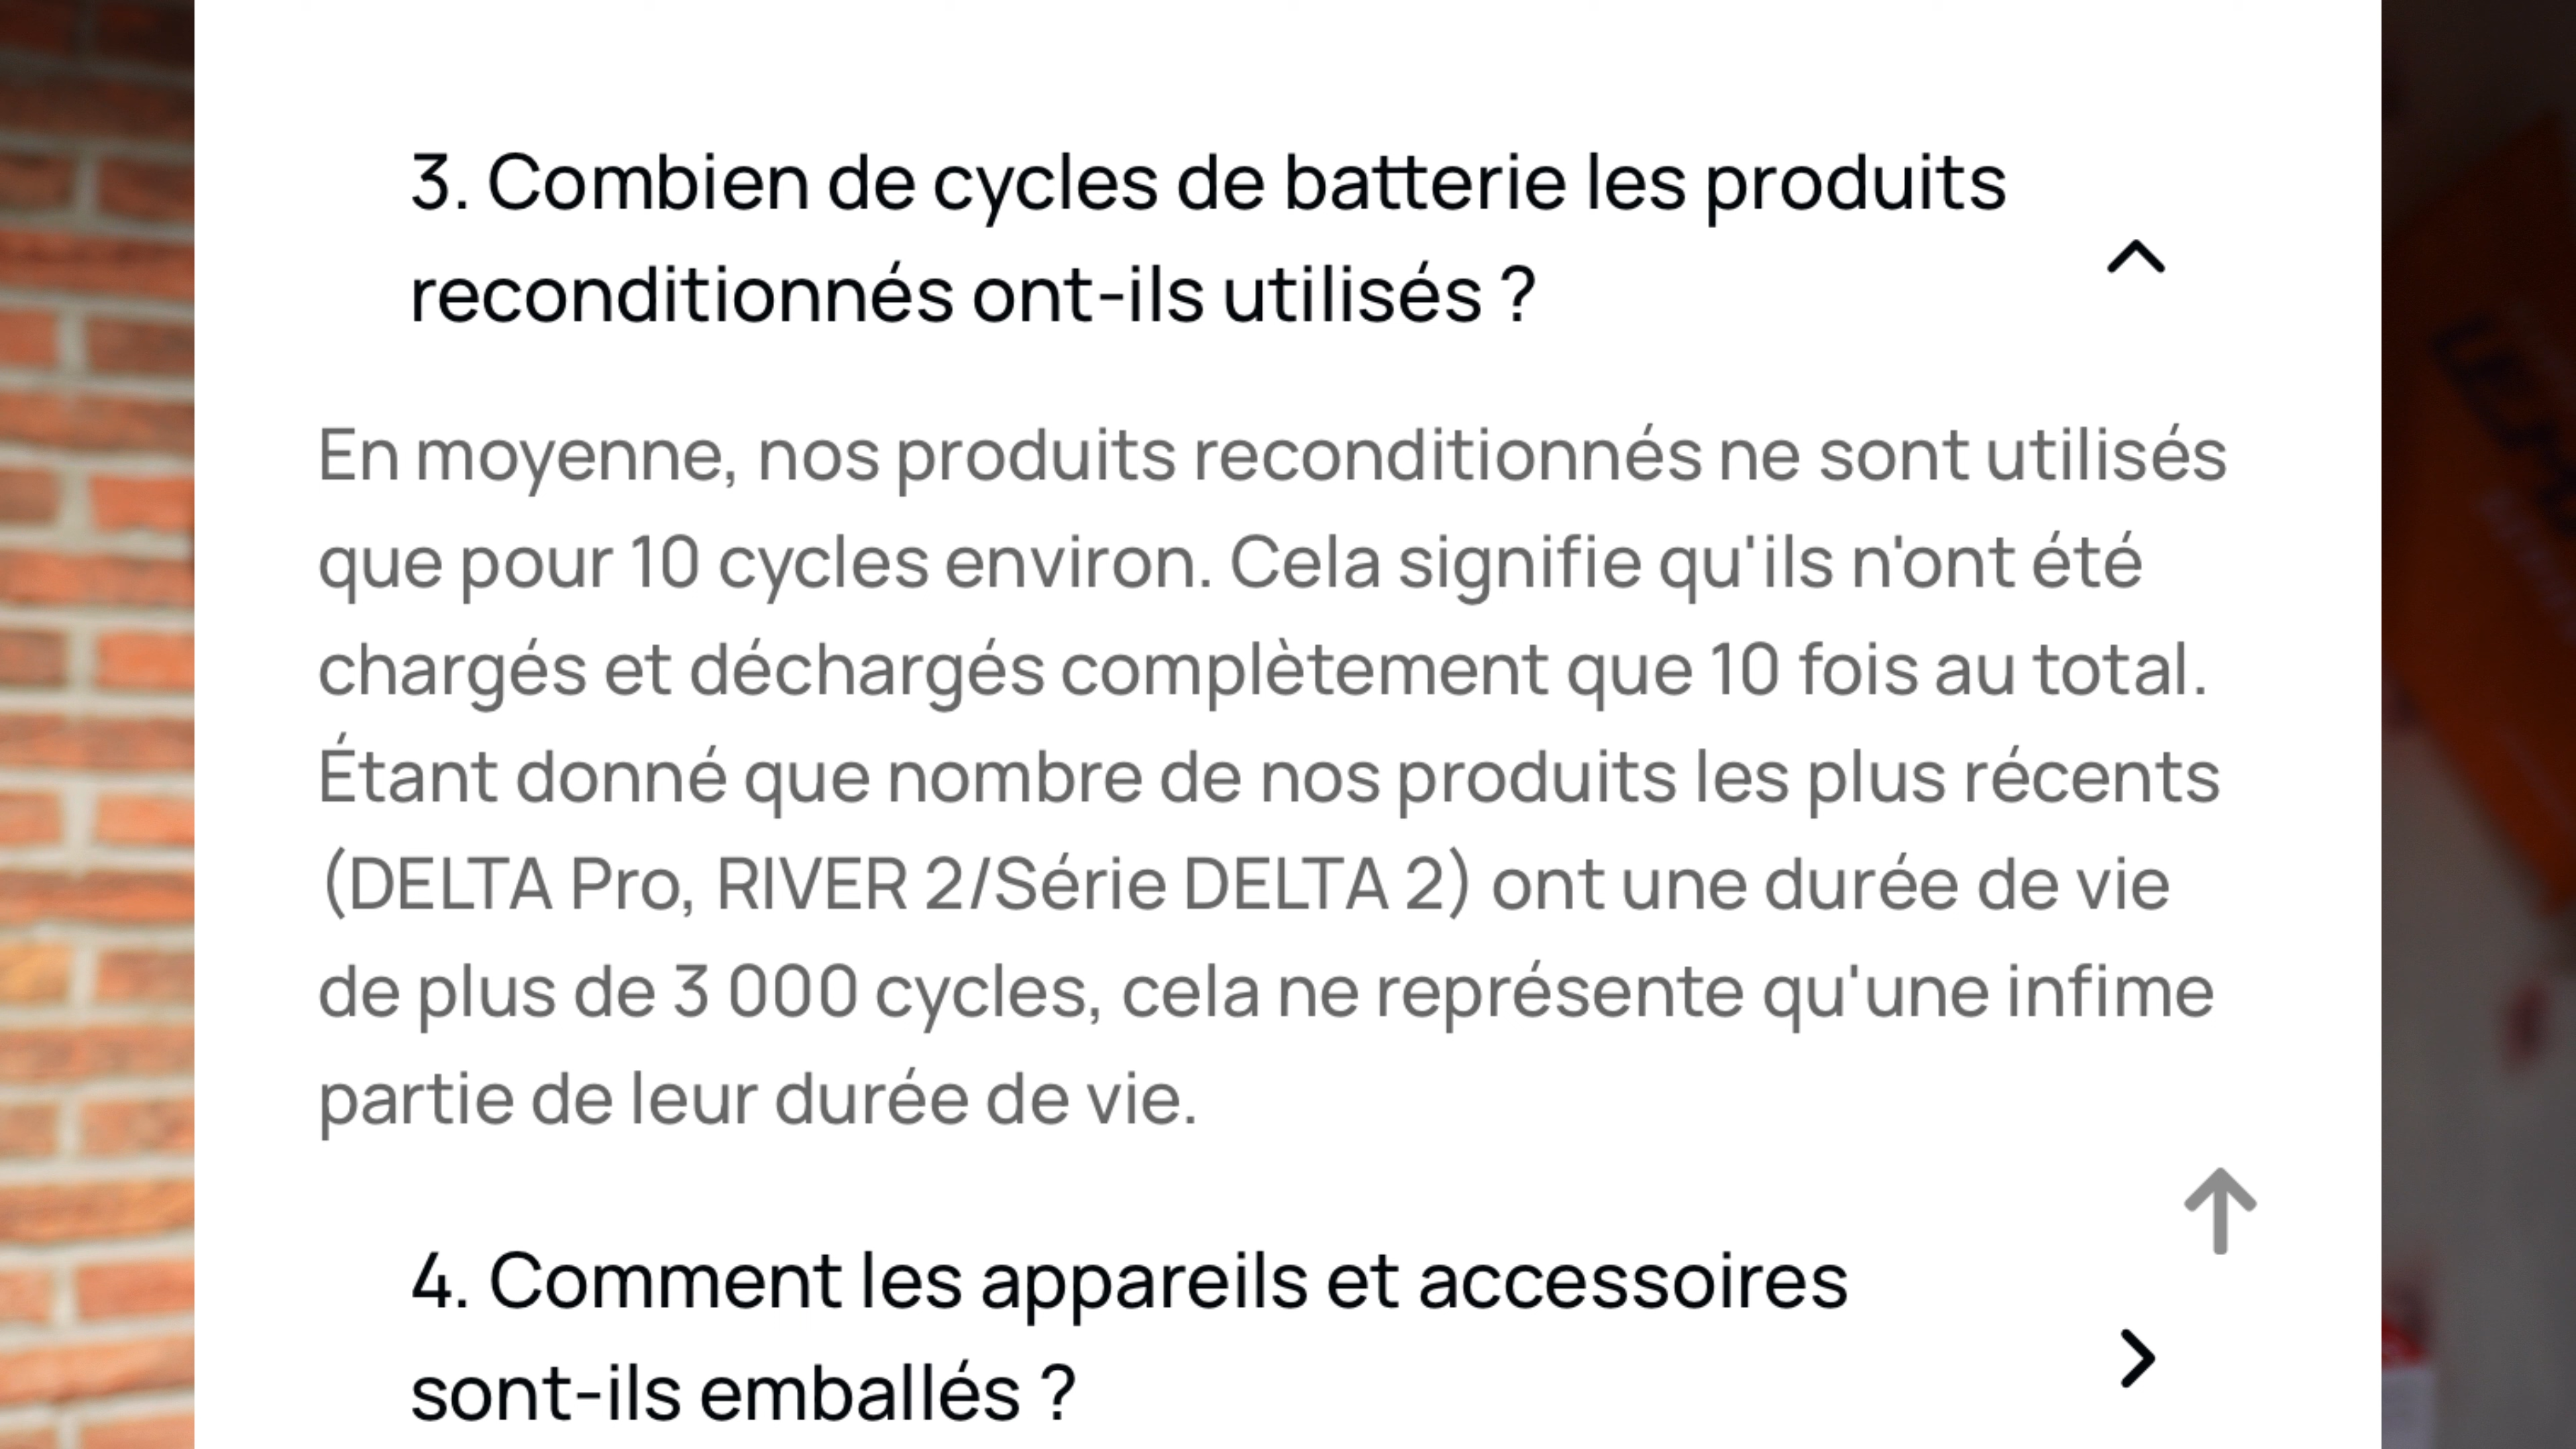 3. Combien de cycles de batterie les produits
reconditionnés ont-ils utilisés ?
En moyenne, nos produits reconditionnés ne sont utilisés
que pour 10 cycles environ. Cela signifie qu'ils n'ont été
chargés et déchargés complètement que 10 fois au total.
Étant donné que nombre de nos produits les plus récents
(DELTA Pro, RIVER 2/Série DELTA 2) ont une durée de vie
de plus de 3 000 cycles, cela ne représente qu'une infime
partie de leur durée de vie.
4. Comment les appareils et accessoires
sont-ils emballés ?